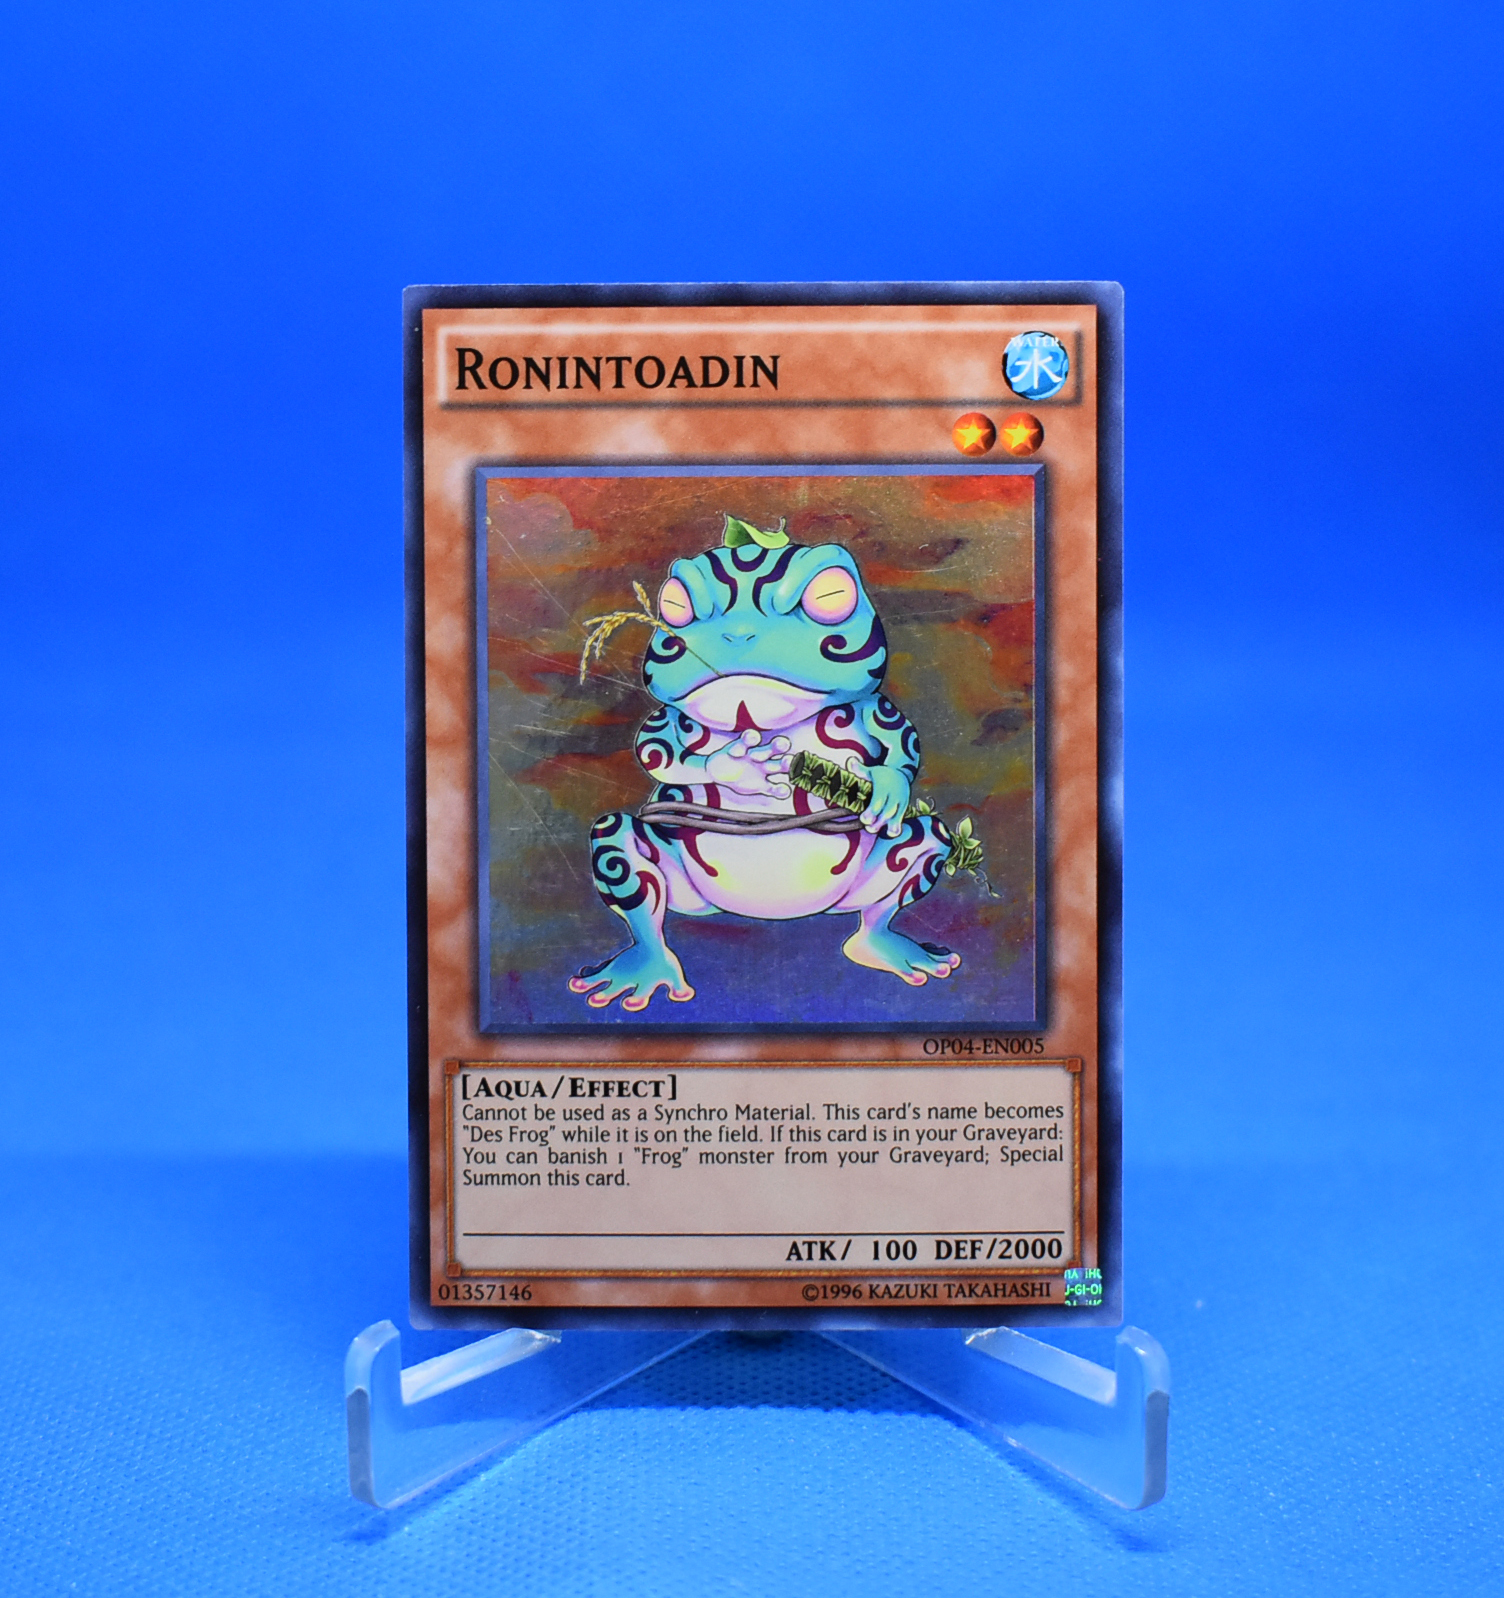 RONINTOADIN
WATER
水
OP04-EN005
[AQUA/EFFECT]
Cannot be used as a Synchro Material. This card's name becomes
"Des Frog" while it is on the field. If this card is in your Graveyard:
You can banish 1 "Frog" monster from your Graveyard; Special
Summon this card.
ATK/ 100 DEF/2000
01357146
©1996 KAZUKI TAKAHASHI